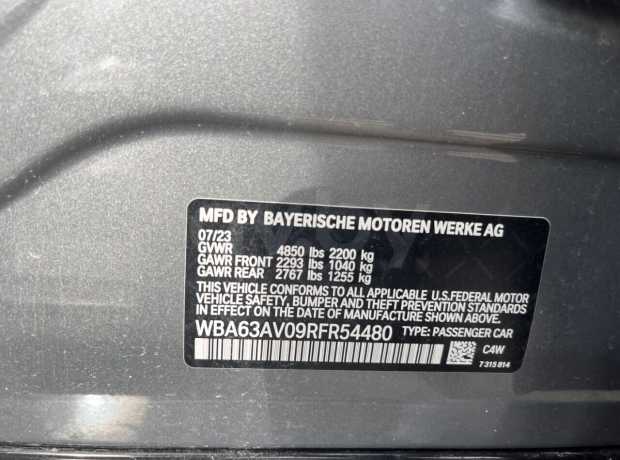 MFD BY BAYERISCHE MOTOREN WERKE AG
07/23
GVWR 4850 lbs 2200 kg
GAWR FRONT 2293 lbs 1040 kg
GAWR REAR 2767 lbs 1255 kg
THIS VEHICLE CONFORMS TO ALL APPLICABLE U.S.FEDERAL MOTOR
VEHICLE SAFETY, BUMPER AND THEFT PREVENTION STANDARDS
IN EFFECT ON THE DATE OF MANUFACTURE SHOWN ABOVE.
WBA63AV09RFR54480 TYPE: PASSENGER CAR
C4W
7 315 814